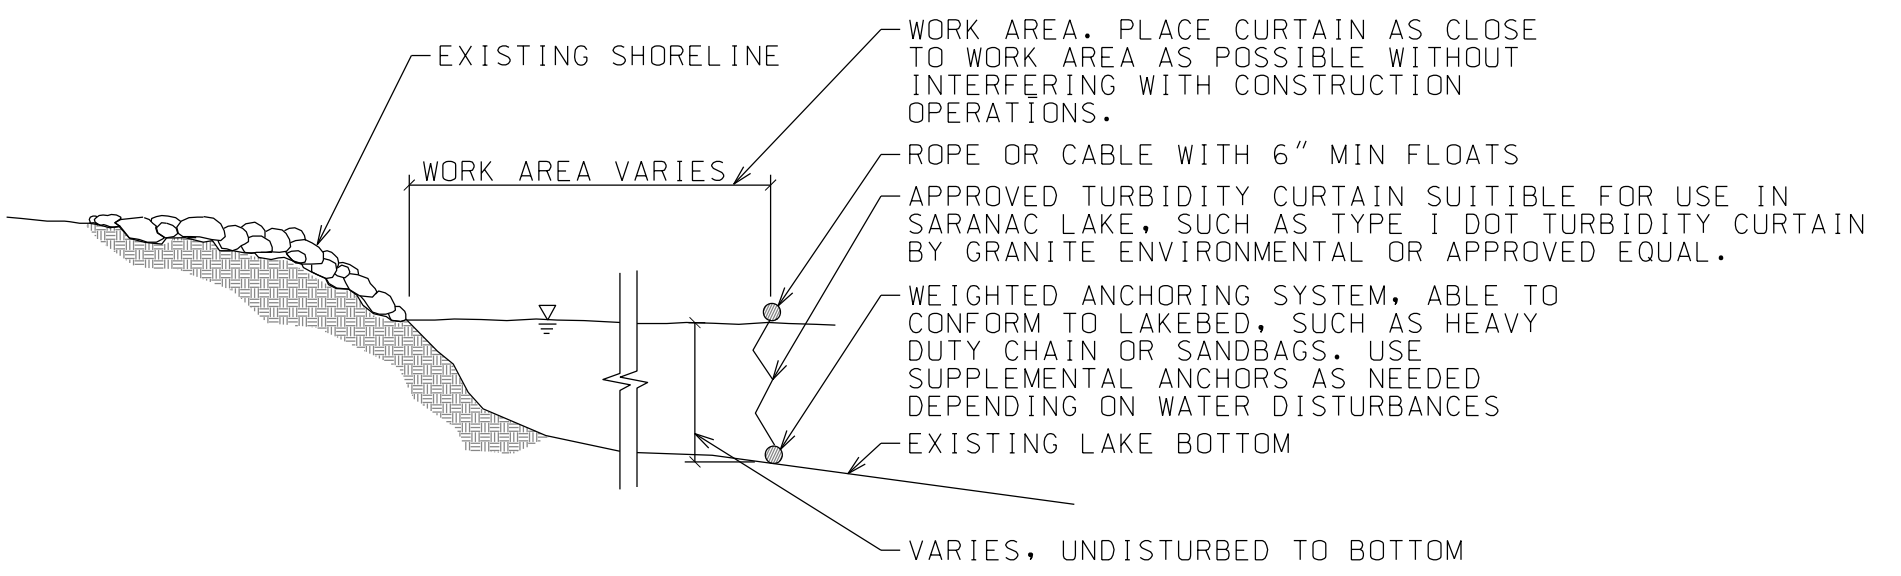 EXISTING SHORELINE
WORK AREA VARIES
WORK AREA. PLACE CURTAIN AS CLOSE
TO WORK AREA AS POSSIBLE WITHOUT
INTERFERING WITH CONSTRUCTION
OPERATIONS.
ROPE OR CABLE WITH 6" MIN FLOATS
APPROVED TURBIDITY CURTAIN SUITIBLE FOR USE IN
SARANAC LAKE, SUCH AS TYPE I DOT TURBIDITY CURTAIN
BY GRANITE ENVIRONMENTAL OR APPROVED EQUAL.
WEIGHTED ANCHORING SYSTEM, ABLE TO
CONFORM TO LAKEBED, SUCH AS HEAVY
DUTY CHAIN OR SANDBAGS. USE
SUPPLEMENTAL ANCHORS AS NEEDED
DEPENDING ON WATER DISTURBANCES
EXISTING LAKE BOTTOM
VARIES, UNDISTURBED TO BOTTOM